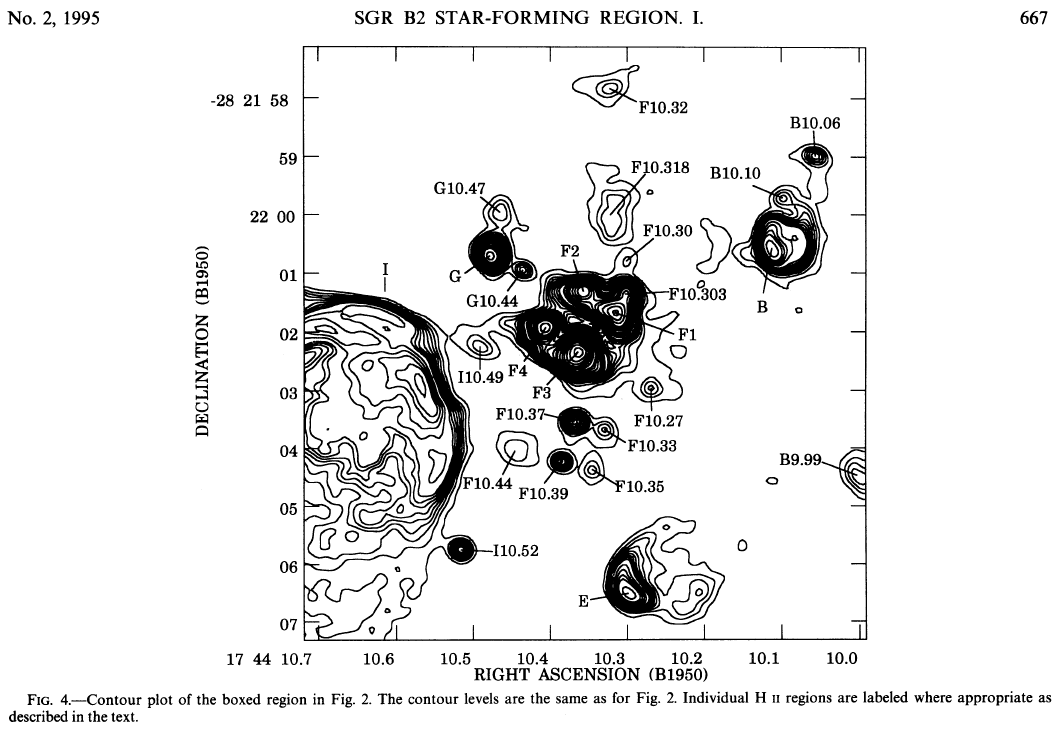 No. 2, 1995 SGR B2 STAR-FORMING REGION. I. 667
-28 21 58
F10.32
B10.06
59
F10.318
B10.10
G10.47
22 00
F10.30
F2
I
G
01
G10.44
F10.303
B
02
F1
I10.49
F4
F3
03
F10.37
F10.27
F10.33
04
B9.99
F10.44
F10.39
F10.35
05
I10.52
06
E
07
DECLINATION (B1950)
17 44 10.7 10.6 10.5 10.4 10.3 10.2 10.1 10.0
RIGHT ASCENSION (B1950)
FIG. 4.—Contour plot of the boxed region in Fig. 2. The contour levels are the same as for Fig. 2. Individual H II regions are labeled where appropriate as
described in the text.